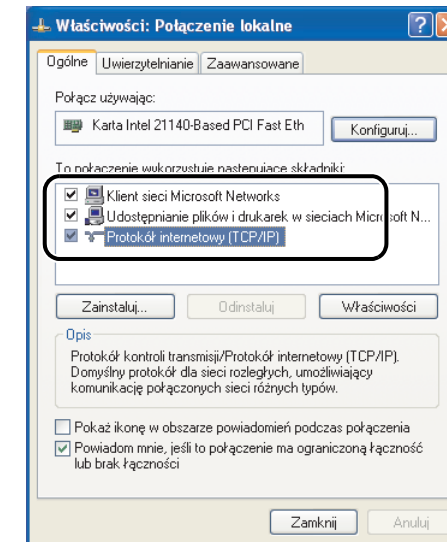 Właściwości: Połączenie lokalne
Ogólne Uwierzytelnianie Zaawansowane
Połącz używając:
Karta Intel 21140-Based PCI Fast Eth
Konfiguruj...
To połączenie wykorzystuje następujące składniki:
Klient sieci Microsoft Networks
Udostępnianie plików i drukarek w sieciach Microsoft N...
Protokół internetowy (TCP/IP)
Zainstaluj... Odinstaluj Właściwości
Opis
Protokół kontroli transmisji/Protokół internetowy (TCP/IP).
Domyślny protokół dla sieci rozległych, umożliwiający
komunikację połączonych sieci różnych typów.
Pokaż ikonę w obszarze powiadomień podczas połączenia
Powiadom mnie, jeśli to połączenie ma ograniczoną łączność
lub brak łączności
Zamknij Anuluj